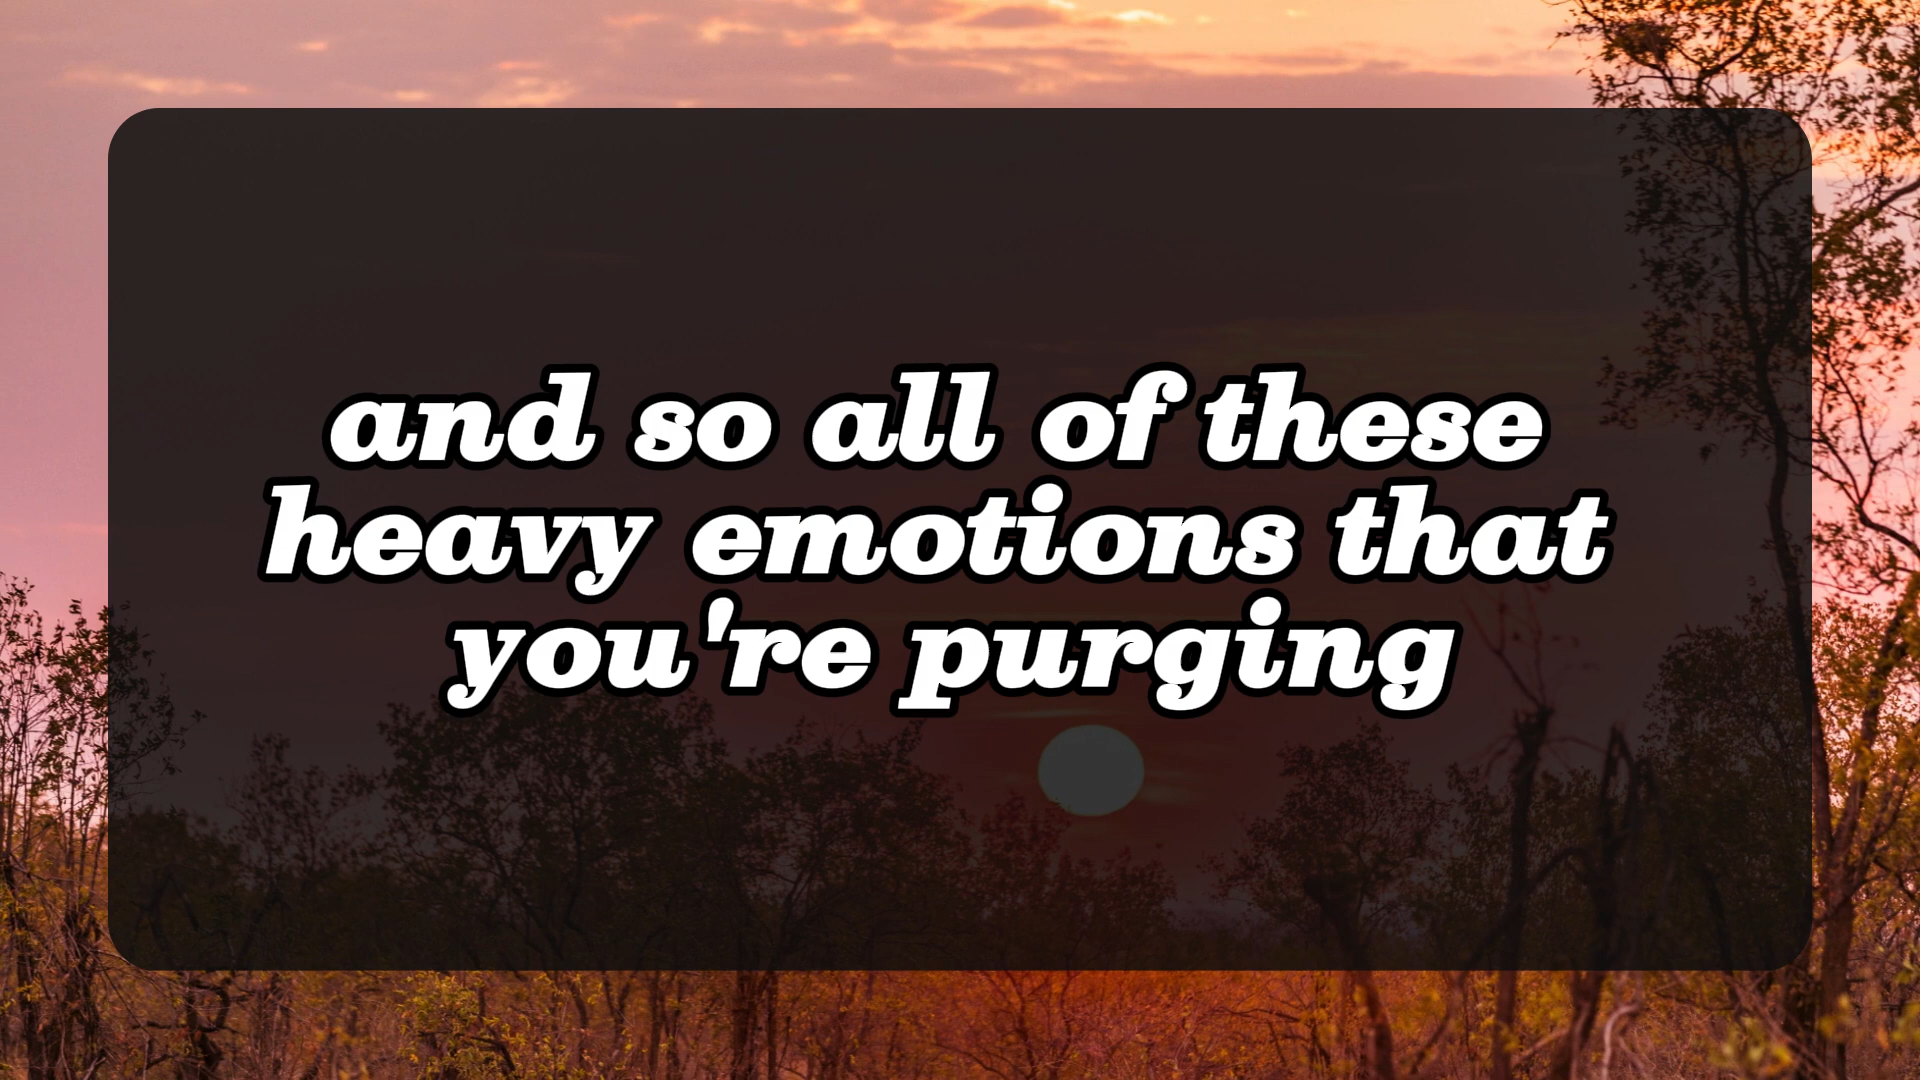 and so all of these
heavy emotions that
you're purging